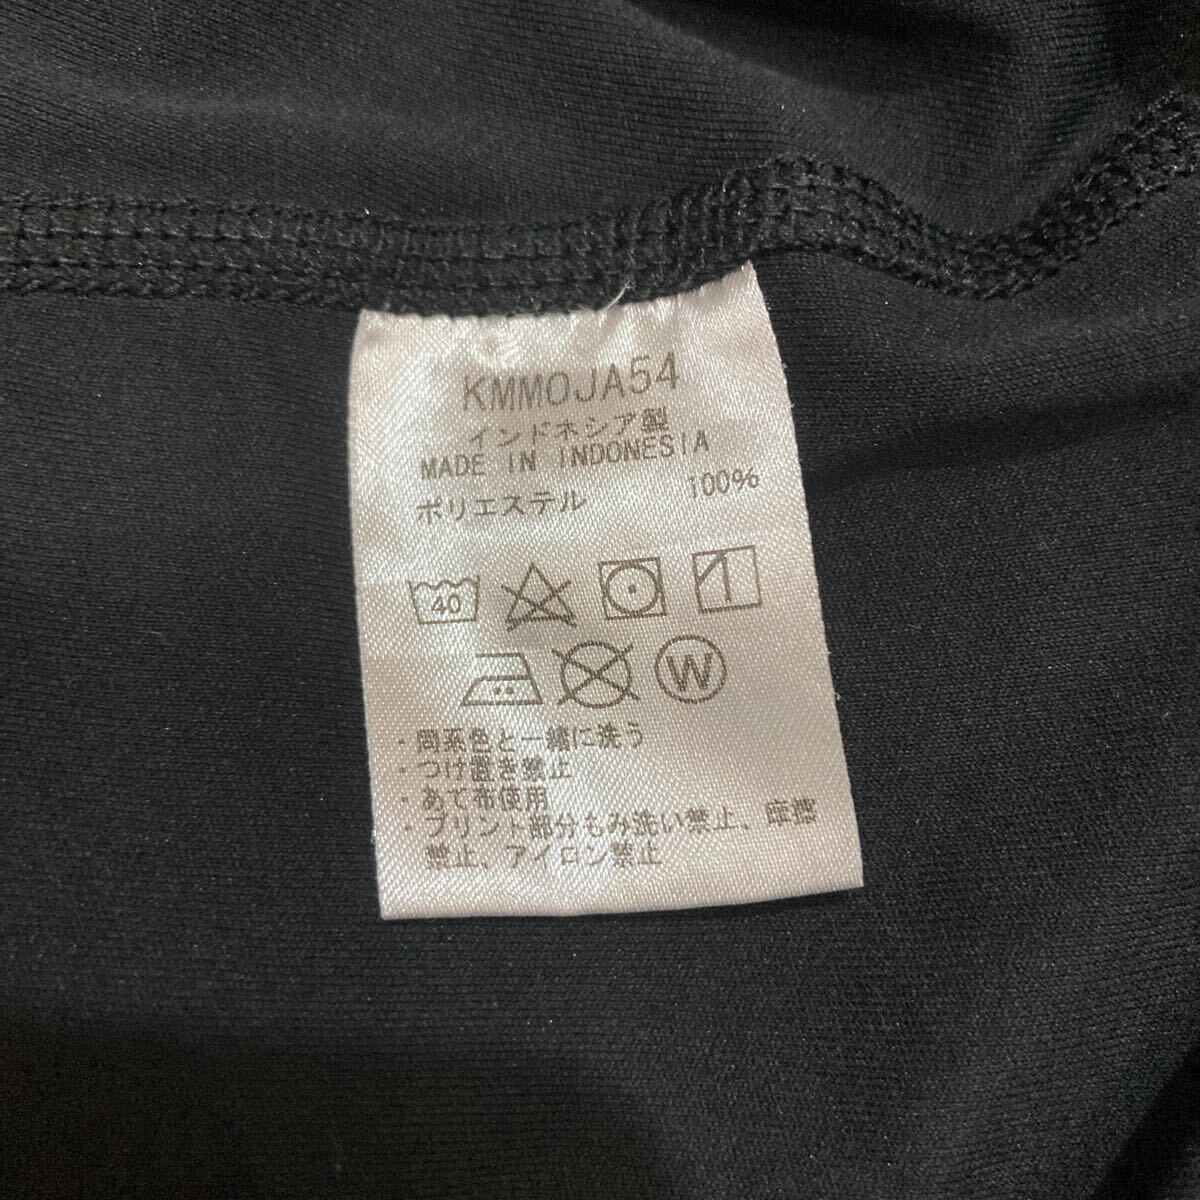 KMMOJA54
インドネシア製
MADE IN INDONESIA
ポリエステル 100%
40
W
・同系色と一緒に洗う
・つけ置き禁止
・あて布使用
・プリント部分もみ洗い禁止、摩擦
禁止、アイロン禁止